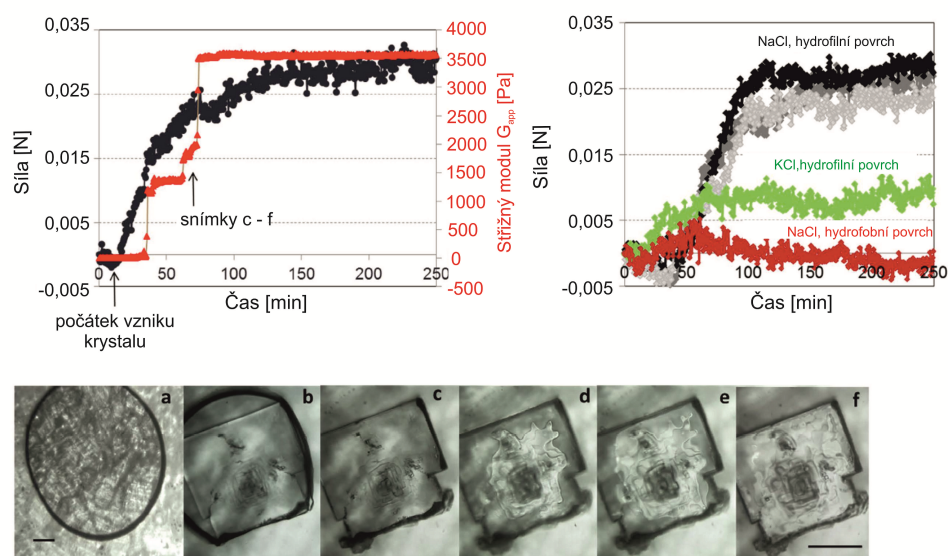 0,035
0,025
0,015
0,005
-0,005
Síla [N]
4000
3500
3000
2500
2000
1500
1000
500
0
-500
Střižný modul Gapp [Pa]
snímky c - f
0
50
100
150
200
250
Čas [min]
počátek vzniku
krystalu
0,035
0,025
0,015
0,005
-0,005
Síla [N]
NaCl, hydrofilní povrch
KCl,hydrofilní povrch
NaCl, hydrofobní povrch
0
50
100
150
200
250
Čas [min]
a
b
c
d
e
f